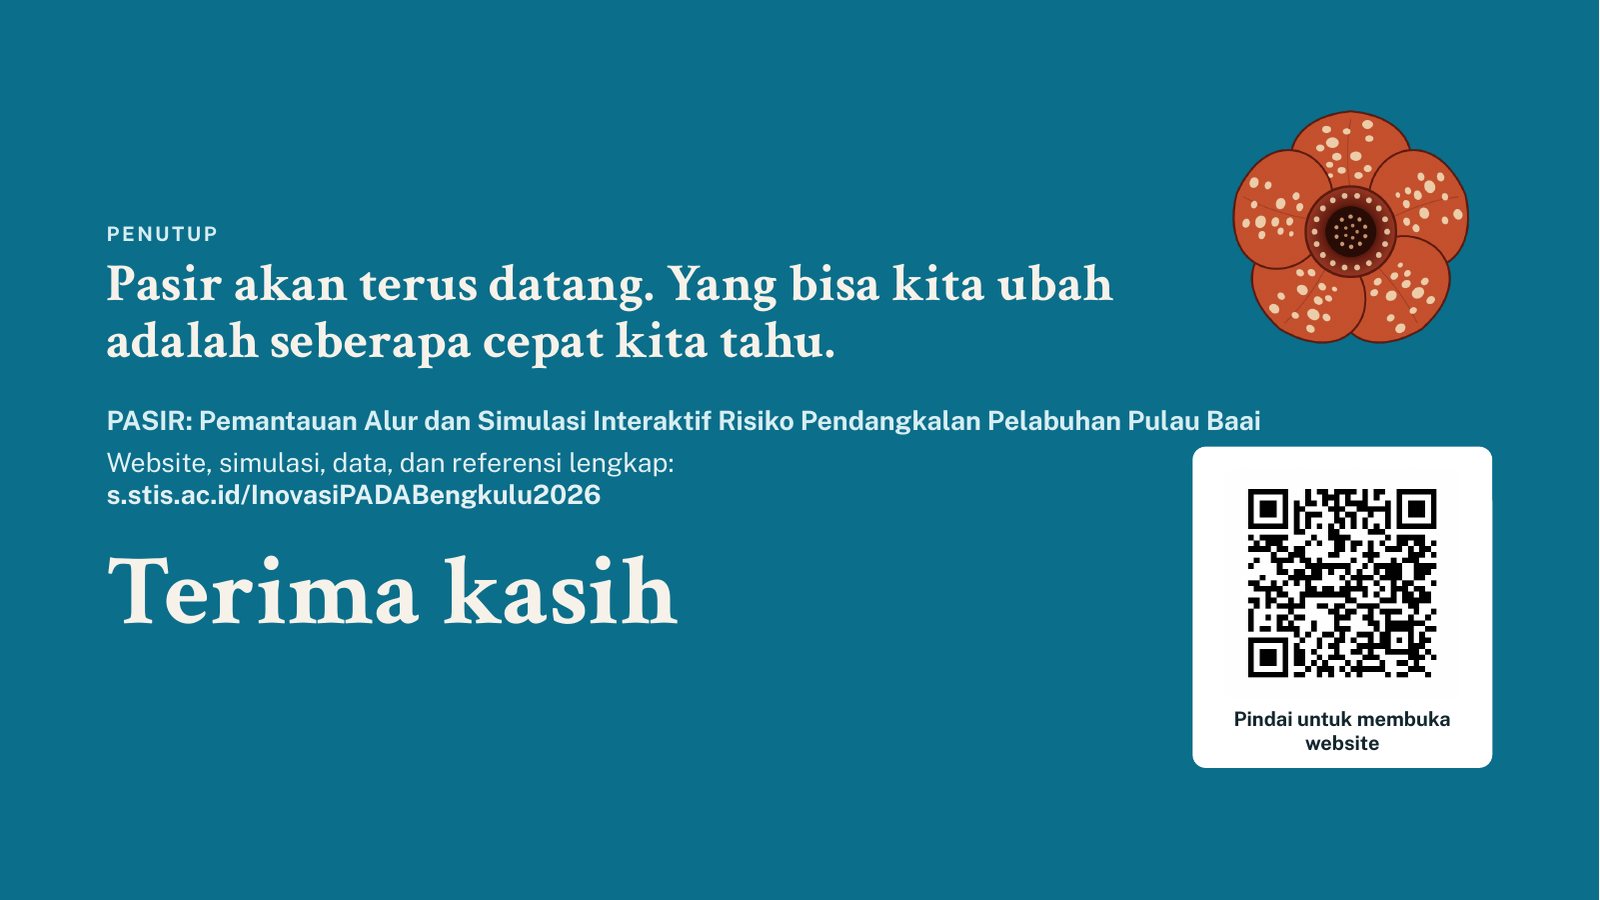 PENUTUP
Pasir akan terus datang. Yang bisa kita ubah
adalah seberapa cepat kita tahu.
PASIR: Pemantauan Alur dan Simulasi Interaktif Risiko Pendangkalan Pelabuhan Pulau Baai
Website, simulasi, data, dan referensi lengkap:
s.stis.ac.id/InovasiPADABengkulu2026
Terima kasih
Pindai untuk membuka
website